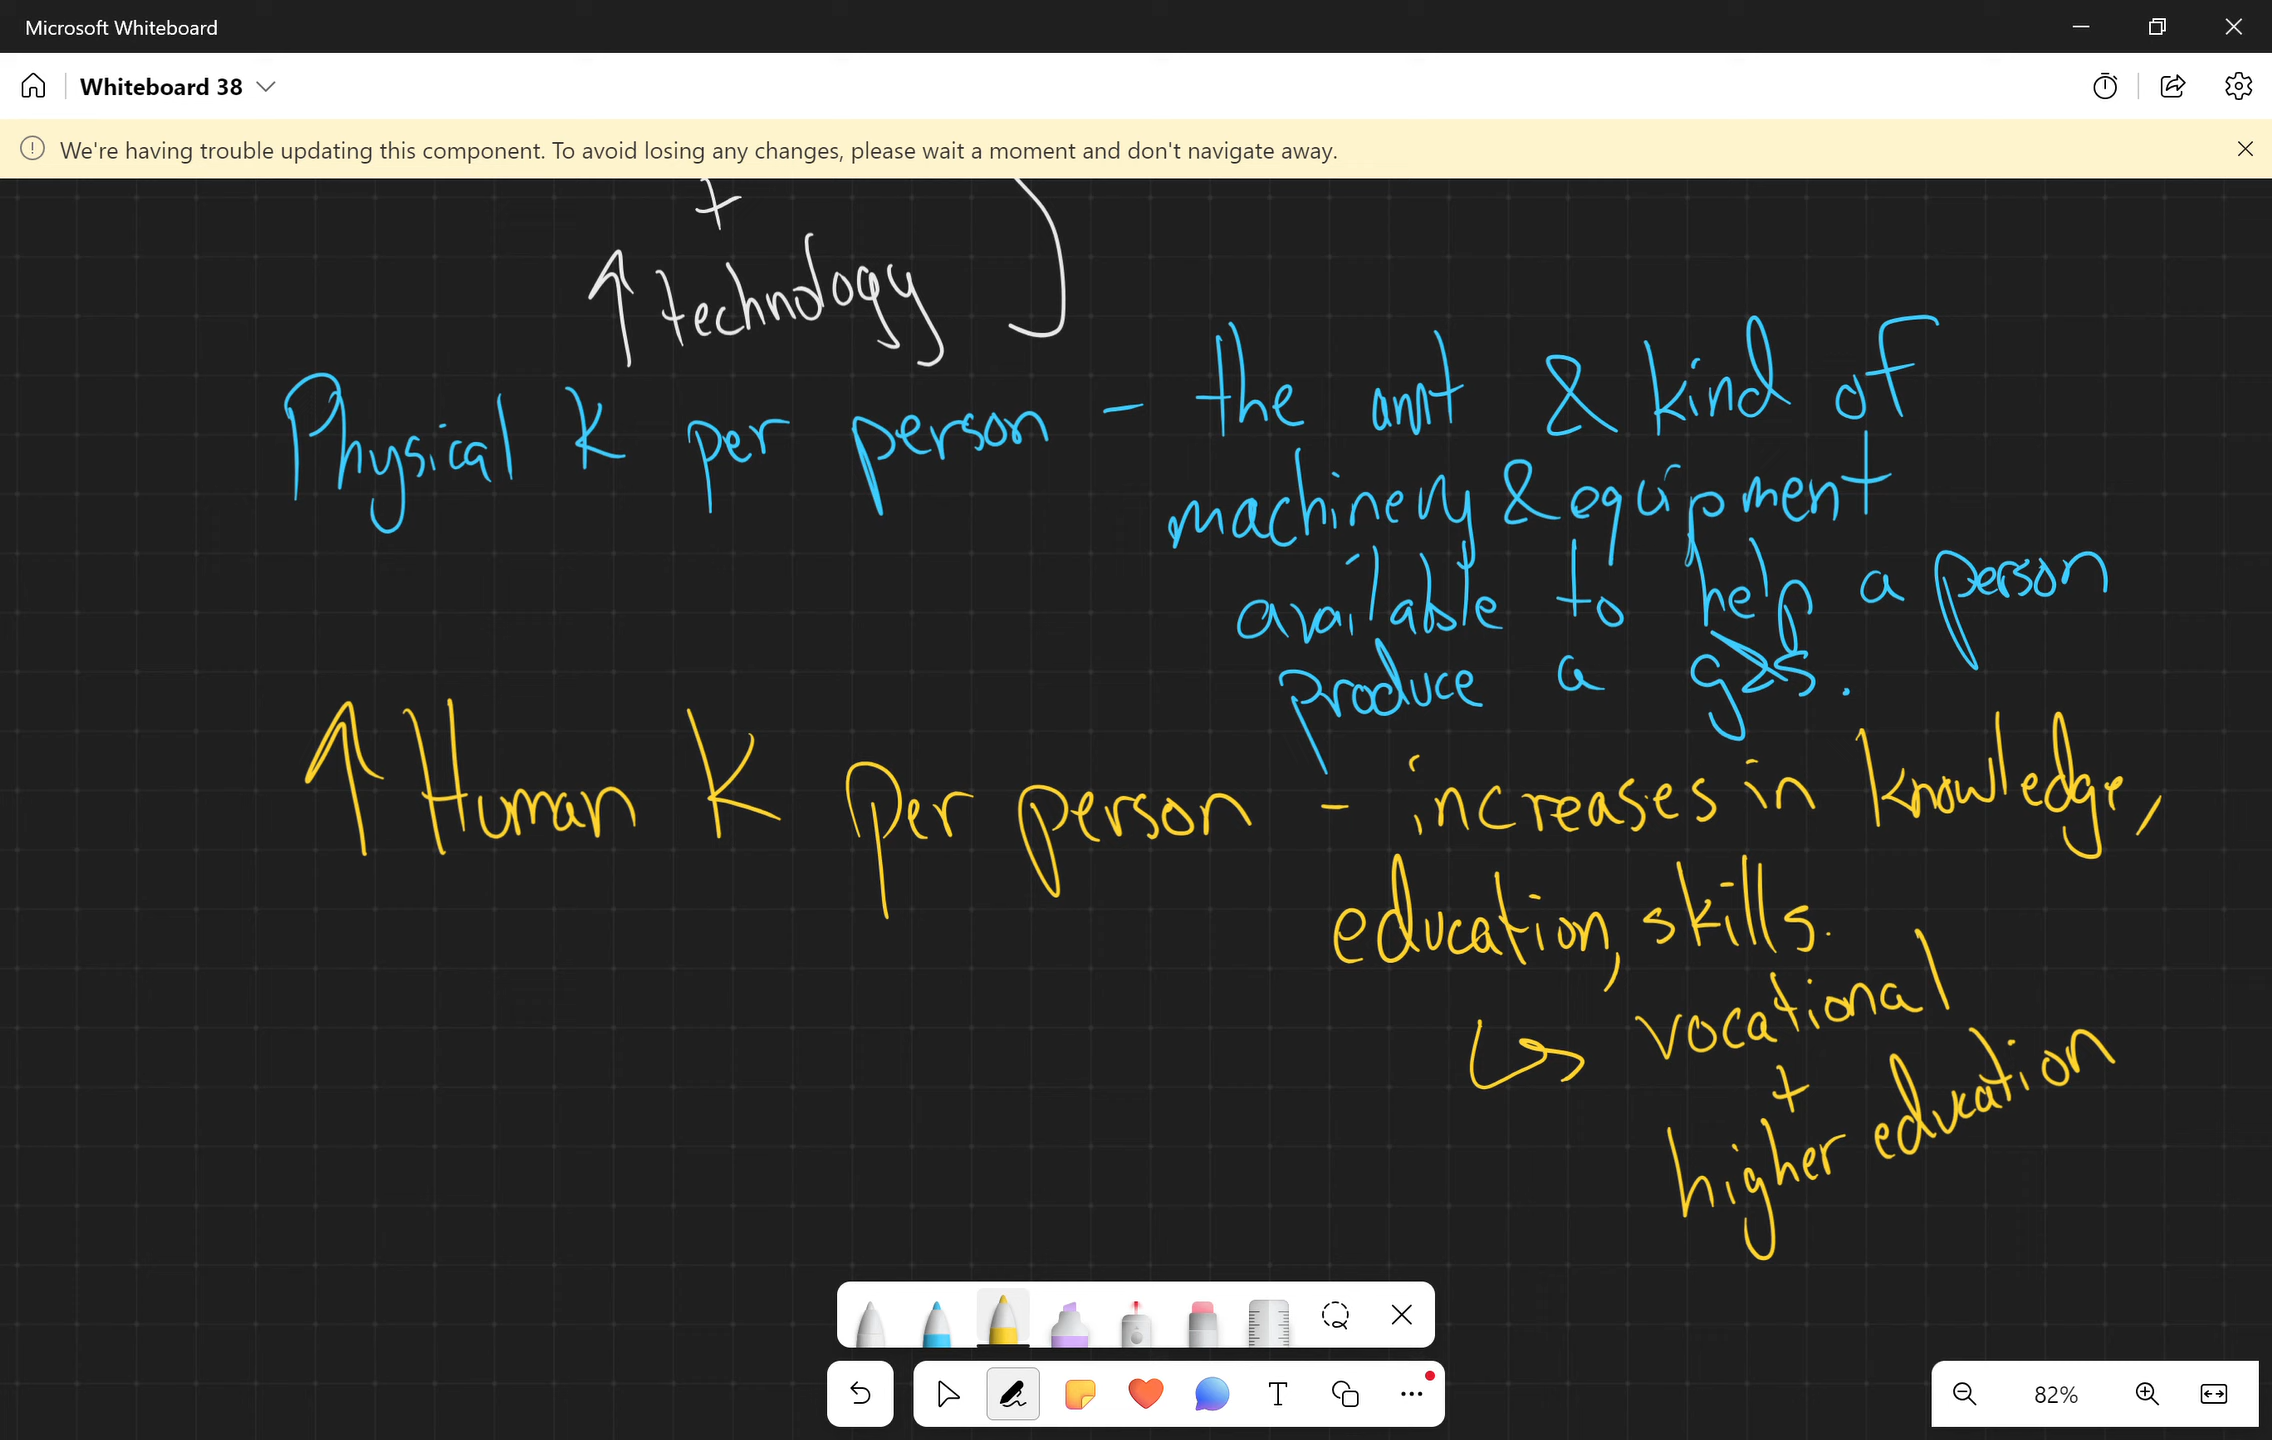 Microsoft Whiteboard
Whiteboard 38
We're having trouble updating this component. To avoid losing any changes, please wait a moment and don't navigate away.
+
↑ technology
Physical K per person - the amt & kind of
machinery & equipment
available to help a person
produce a g&s.
↑ Human K per person - increases in knowledge,
education, skills.
↳ vocational
+
higher education
82%